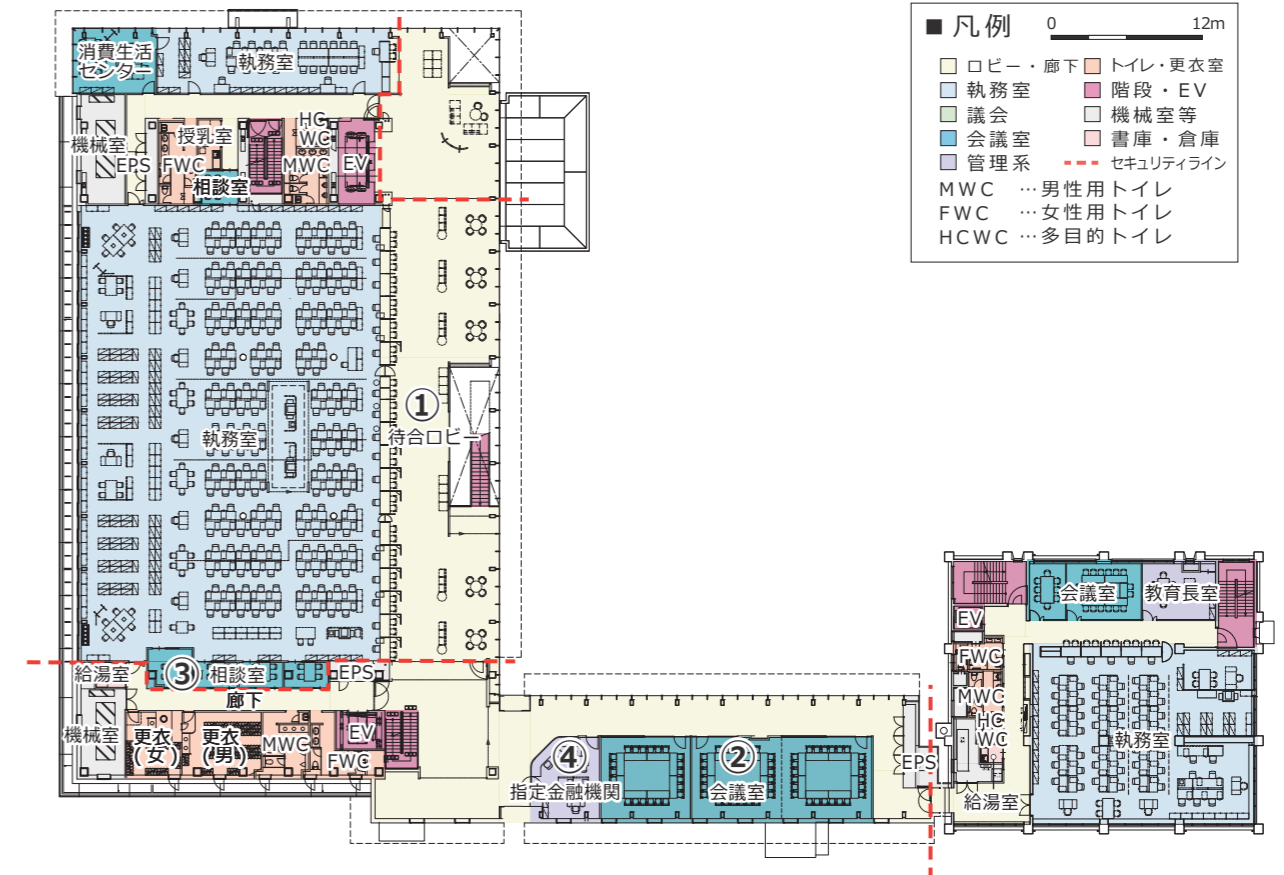 ■ 凡例
0 12m
ロビー・廊下
トイレ・更衣室
執務室
階段・EV
議会
機械室等
会議室
書庫・倉庫
管理系
セキュリティライン
MWC …男性用トイレ
FWC …女性用トイレ
HCWC …多目的トイレ
消費生活
センター
執務室
機械室
EPS
FWC
授乳室
相談室
HC
WC
MWC
EV
執務室
①
待合ロビー
給湯室
③
相談室
EPS
廊下
機械室
更衣
(女)
更衣
(男)
MWC
FWC
EV
④
指定金融機関
②
会議室
EPS
会議室
教育長室
EV
FWC
MWC
HC
WC
執務室
給湯室